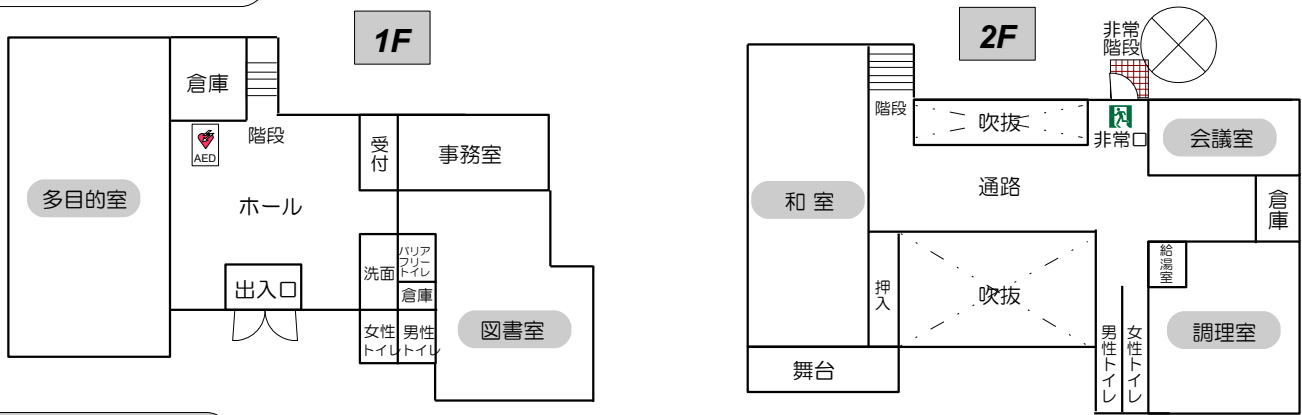 1F
倉庫
AED
階段
受付
事務室
多目的室
ホール
洗面
バリア
フリー
トイレ
倉庫
出入口
女性
トイレ
男性
トイレ
図書室
2F
非常
階段
階段
吹抜
非常口
会議室
和 室
通路
倉庫
給湯室
押入
吹抜
男性トイレ
女性トイレ
調理室
舞台